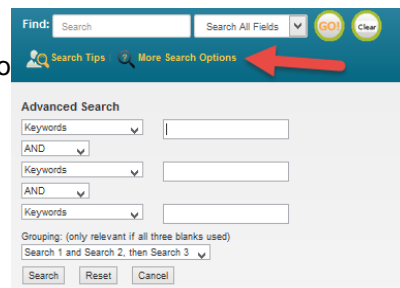 Find: Search Search All Fields GO! Clear
o
Search Tips | ? More Search Options
Advanced Search
Keywords
AND
Keywords
AND
Keywords
Grouping: (only relevant if all three blanks used)
Search 1 and Search 2, then Search 3
Search Reset Cancel